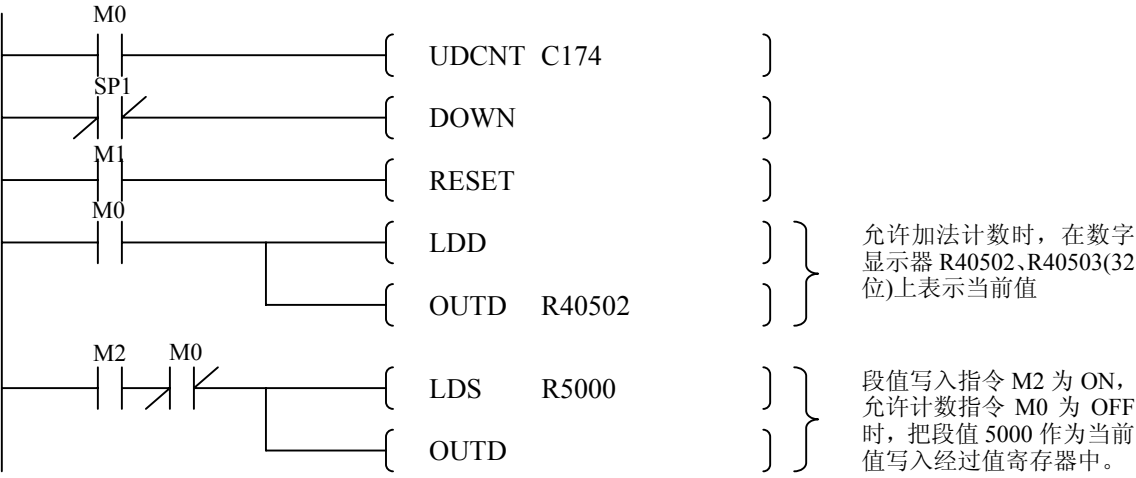 M0
UDCNT C174
SP1
DOWN
M1
RESET
M0
LDD
OUTD R40502
允许加法计数时，在数字
显示器 R40502、R40503(32
位)上表示当前值
M2 M0
LDS R5000
OUTD
段值写入指令 M2 为 ON，
允许计数指令 M0 为 OFF
时，把段值 5000 作为当前
值写入经过值寄存器中。